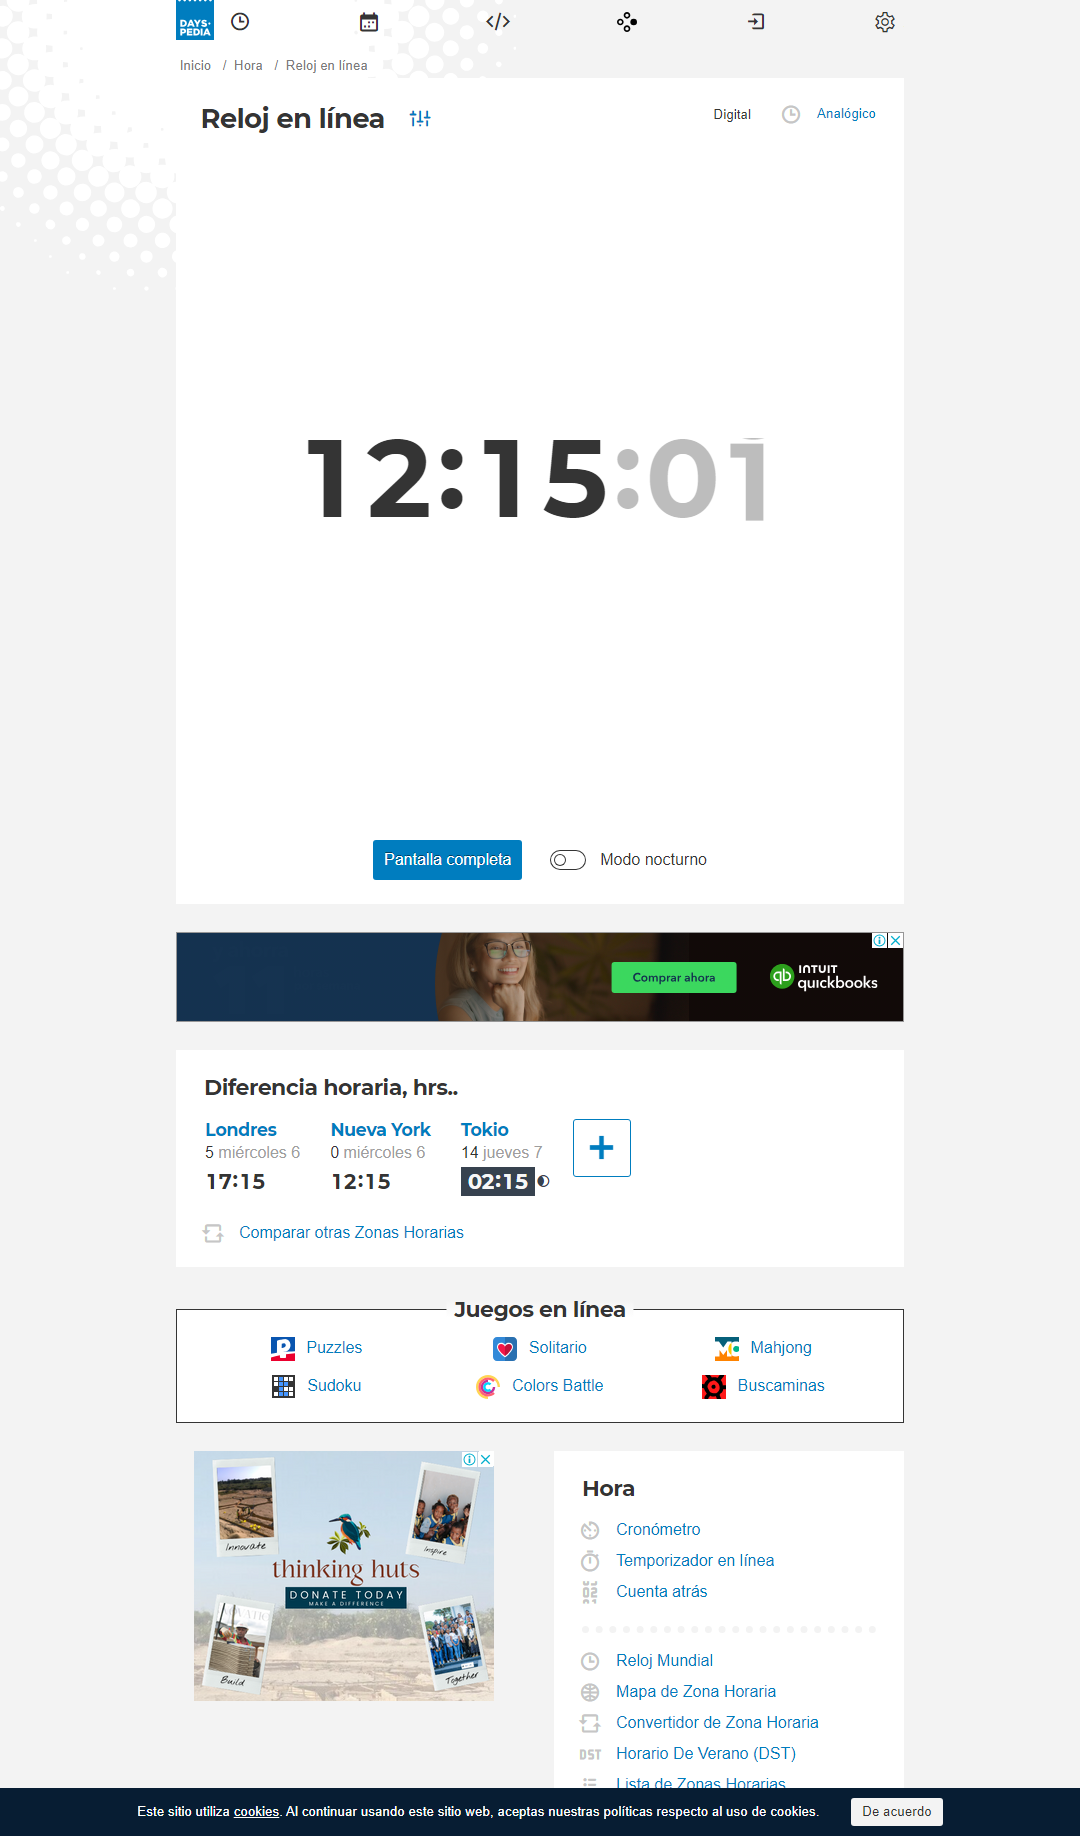 DAYS·
PEDIA
Inicio / Hora / Reloj en línea
Reloj en línea
Digital
Analógico
12:15:01
Pantalla completa
Modo nocturno
Comprar ahora
qb INTUIT
quickbooks
Diferencia horaria, hrs..
Londres
5 miércoles 6
17:15
Nueva York
0 miércoles 6
12:15
Tokio
14 jueves 7
02:15
Comparar otras Zonas Horarias
Juegos en línea
Puzzles
Solitario
Mahjong
Sudoku
Colors Battle
Buscaminas
Innovate
Inspire
thinking huts
DONATE TODAY
MAKE A DIFFERENCE
Build
Together
Hora
Cronómetro
Temporizador en línea
Cuenta atrás
Reloj Mundial
Mapa de Zona Horaria
Convertidor de Zona Horaria
DST Horario De Verano (DST)
Lista de Zonas Horarias
Este sitio utiliza cookies. Al continuar usando este sitio web, aceptas nuestras políticas respecto al uso de cookies.
De acuerdo